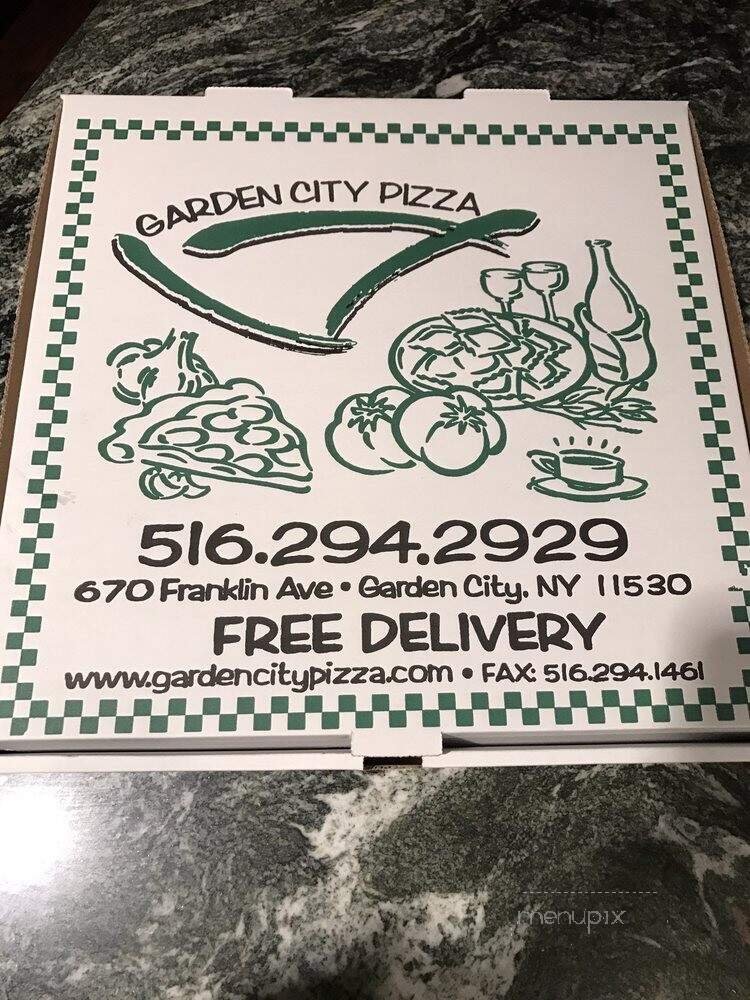 GARDEN CITY PIZZA
516.294.2929
670 Franklin Ave • Garden City, NY 11530
FREE DELIVERY
www.gardencitypizza.com • FAX: 516.294.1461
menupix